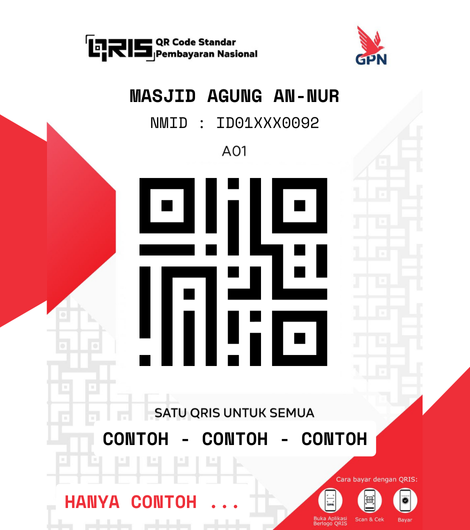 QRIS QR Code Standar
Pembayaran Nasional
GPN
MASJID AGUNG AN-NUR
NMID : ID01XXX0092
A01
SATU QRIS UNTUK SEMUA
CONTOH - CONTOH - CONTOH
Cara bayar dengan QRIS:
HANYA CONTOH ...
Buka Aplikasi
Berlogo QRIS
Scan & Cek
Bayar